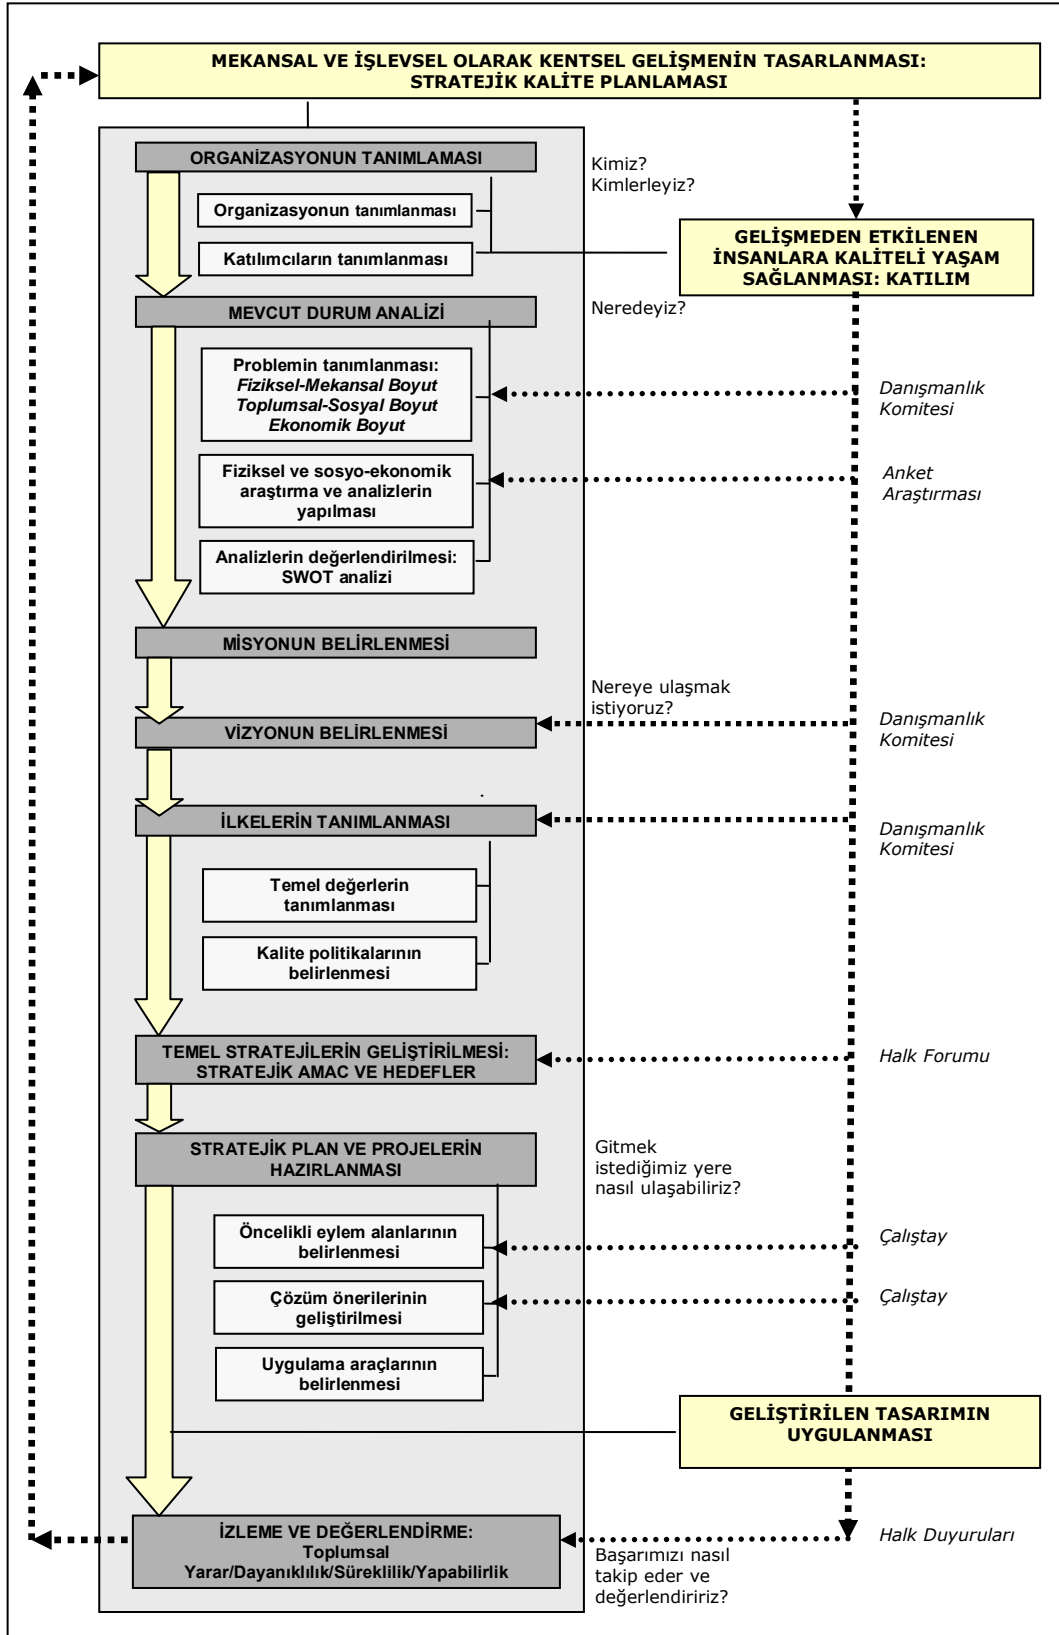 MEKANSAL VE İŞLEVSEL OLARAK KENTSEL GELİŞMENİN TASARLANMASI:
STRATEJİK KALİTE PLANLAMASI
ORGANİZASYONUN TANIMLAMASI
Kimiz?
Kimlerleyiz?
Organizasyonun tanımlanması
Katılımcıların tanımlanması
GELİŞMEDEN ETKİLENEN
İNSANLARA KALİTELİ YAŞAM
SAĞLANMASI: KATILIM
MEVCUT DURUM ANALİZİ
Neredeyiz?
Problemin tanımlanması:
Fiziksel-Mekansal Boyut
Toplumsal-Sosyal Boyut
Ekonomik Boyut
Danışmanlık
Komitesi
Fiziksel ve sosyo-ekonomik
araştırma ve analizlerin
yapılması
Anket
Araştırması
Analizlerin değerlendirilmesi:
SWOT analizi
MİSYONUN BELİRLENMESİ
Nereye ulaşmak
istiyoruz?
VİZYONUN BELİRLENMESİ
Danışmanlık
Komitesi
İLKELERİN TANIMLANMASI
Danışmanlık
Komitesi
Temel değerlerin
tanımlanması
Kalite politikalarının
belirlenmesi
TEMEL STRATEJİLERİN GELİŞTİRİLMESİ:
STRATEJİK AMAC VE HEDEFLER
Halk Forumu
STRATEJİK PLAN VE PROJELERİN
HAZIRLANMASI
Gitmek
istediğimiz yere
nasıl ulaşabiliriz?
Öncelikli eylem alanlarının
belirlenmesi
Çalıştay
Çözüm önerilerinin
geliştirilmesi
Çalıştay
Uygulama araçlarının
belirlenmesi
GELİŞTİRİLEN TASARIMIN
UYGULANMASI
İZLEME VE DEĞERLENDİRME:
Toplumsal
Yarar/Dayanıklılık/Süreklilik/Yapabilirlik
Halk Duyuruları
Başarımızı nasıl
takip eder ve
değerlendiririz?